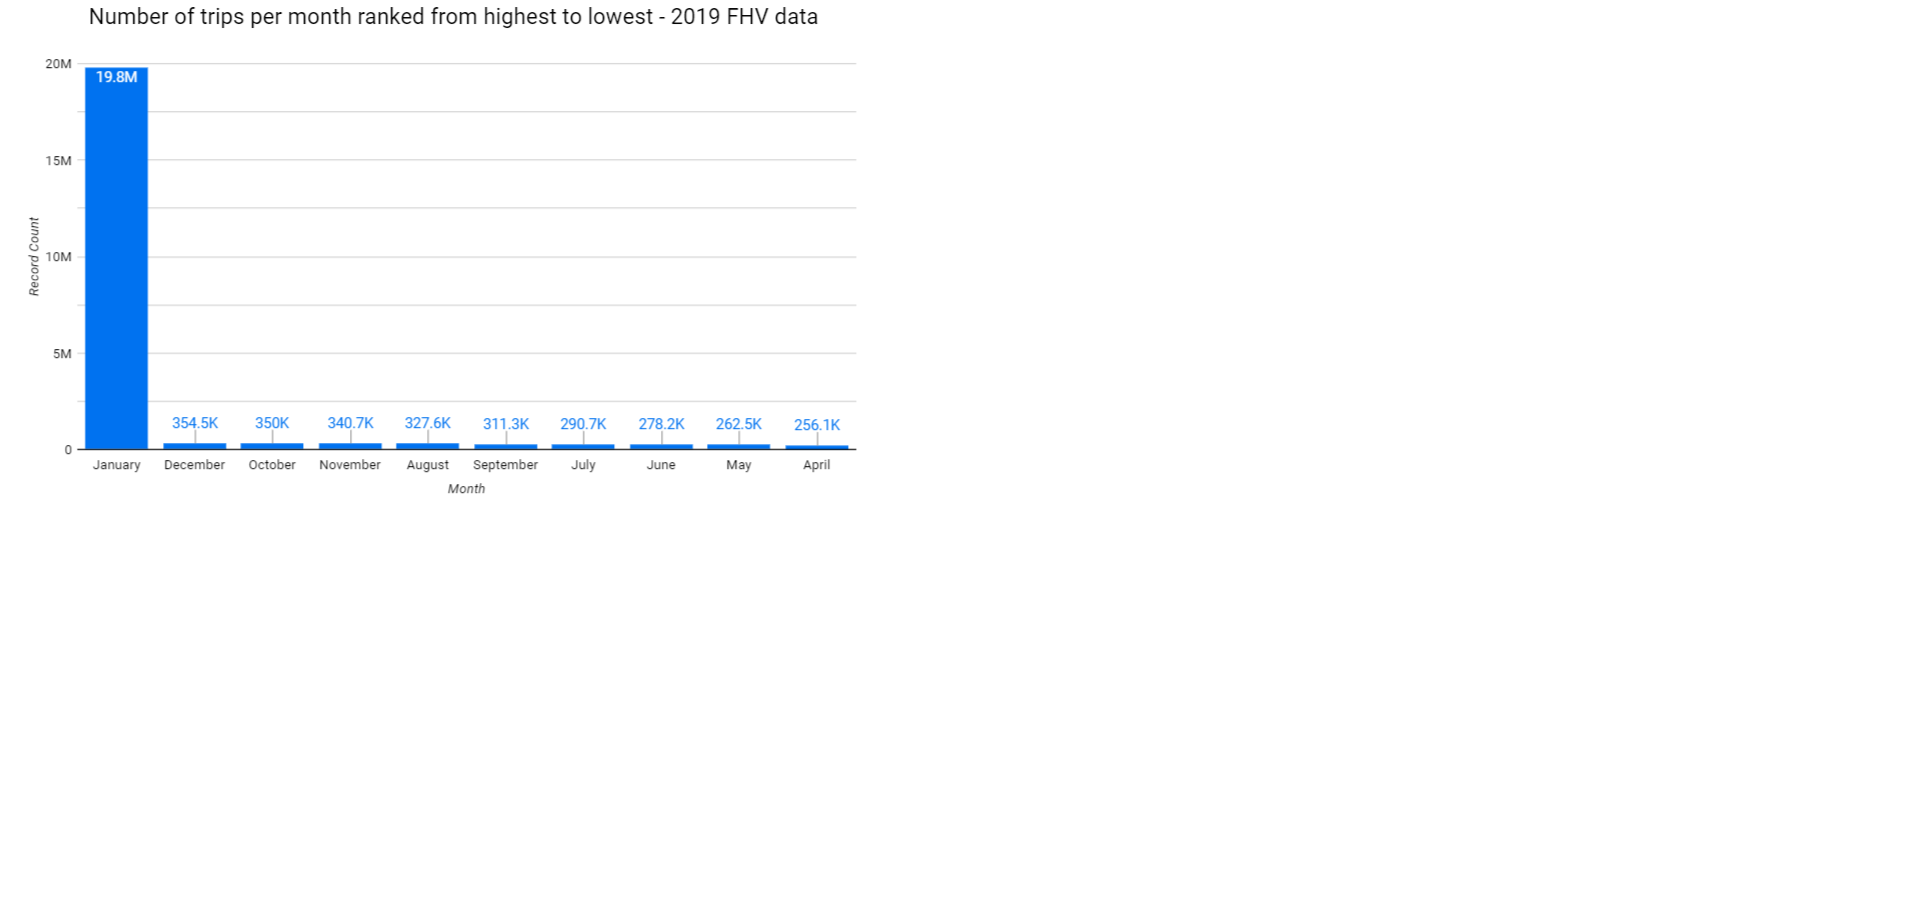 Number of trips per month ranked from highest to lowest - 2019 FHV data
20M
19.8M
15M
10M
5M
0
Record Count
354.5K
350K
340.7K
327.6K
311.3K
290.7K
278.2K
262.5K
256.1K
January
December
October
November
August
September
July
June
May
April
Month